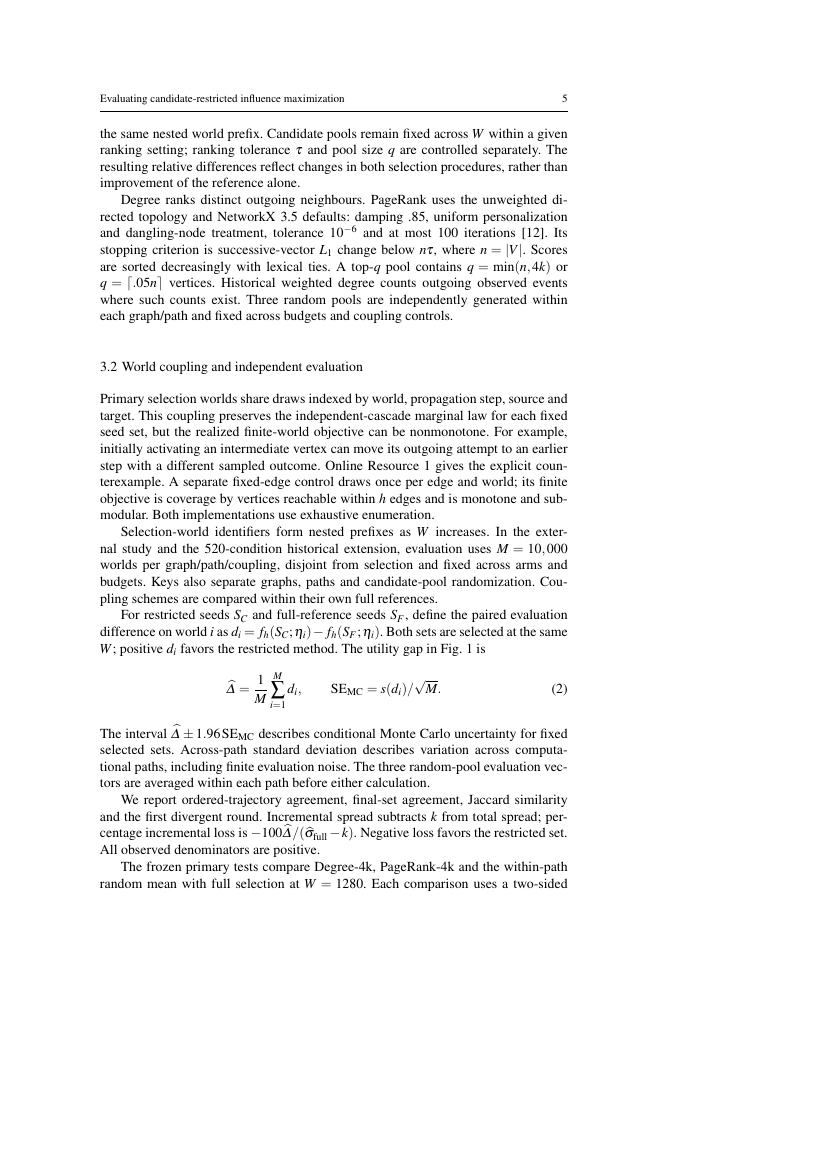 Evaluating candidate-restricted influence maximization 5
the same nested world prefix. Candidate pools remain fixed across W within a given
ranking setting; ranking tolerance τ and pool size q are controlled separately. The
resulting relative differences reflect changes in both selection procedures, rather than
improvement of the reference alone.
Degree ranks distinct outgoing neighbours. PageRank uses the unweighted di-
rected topology and NetworkX 3.5 defaults: damping .85, uniform personalization
and dangling-node treatment, tolerance 10⁻⁶ and at most 100 iterations [12]. Its
stopping criterion is successive-vector L₁ change below nτ, where n = |V|. Scores
are sorted decreasingly with lexical ties. A top-q pool contains q = min(n,4k) or
q = ⌈.05n⌉ vertices. Historical weighted degree counts outgoing observed events
where such counts exist. Three random pools are independently generated within
each graph/path and fixed across budgets and coupling controls.
3.2 World coupling and independent evaluation
Primary selection worlds share draws indexed by world, propagation step, source and
target. This coupling preserves the independent-cascade marginal law for each fixed
seed set, but the realized finite-world objective can be nonmonotone. For example,
initially activating an intermediate vertex can move its outgoing attempt to an earlier
step with a different sampled outcome. Online Resource 1 gives the explicit coun-
terexample. A separate fixed-edge control draws once per edge and world; its finite
objective is coverage by vertices reachable within h edges and is monotone and sub-
modular. Both implementations use exhaustive enumeration.
Selection-world identifiers form nested prefixes as W increases. In the exter-
nal study and the 520-condition historical extension, evaluation uses M = 10,000
worlds per graph/path/coupling, disjoint from selection and fixed across arms and
budgets. Keys also separate graphs, paths and candidate-pool randomization. Cou-
pling schemes are compared within their own full references.
For restricted seeds S_C and full-reference seeds S_F, define the paired evaluation
difference on world i as d_i = f_h(S_C; η_i) − f_h(S_F; η_i). Both sets are selected at the same
W; positive d_i favors the restricted method. The utility gap in Fig. 1 is
Δ̂ = 1/M ∑_{i=1}^{M} d_i, SE_MC = s(d_i)/√M. (2)
The interval Δ̂ ± 1.96 SE_MC describes conditional Monte Carlo uncertainty for fixed
selected sets. Across-path standard deviation describes variation across computa-
tional paths, including finite evaluation noise. The three random-pool evaluation vec-
tors are averaged within each path before either calculation.
We report ordered-trajectory agreement, final-set agreement, Jaccard similarity
and the first divergent round. Incremental spread subtracts k from total spread; per-
centage incremental loss is −100Δ̂/(σ̂_full − k). Negative loss favors the restricted set.
All observed denominators are positive.
The frozen primary tests compare Degree-4k, PageRank-4k and the within-path
random mean with full selection at W = 1280. Each comparison uses a two-sided